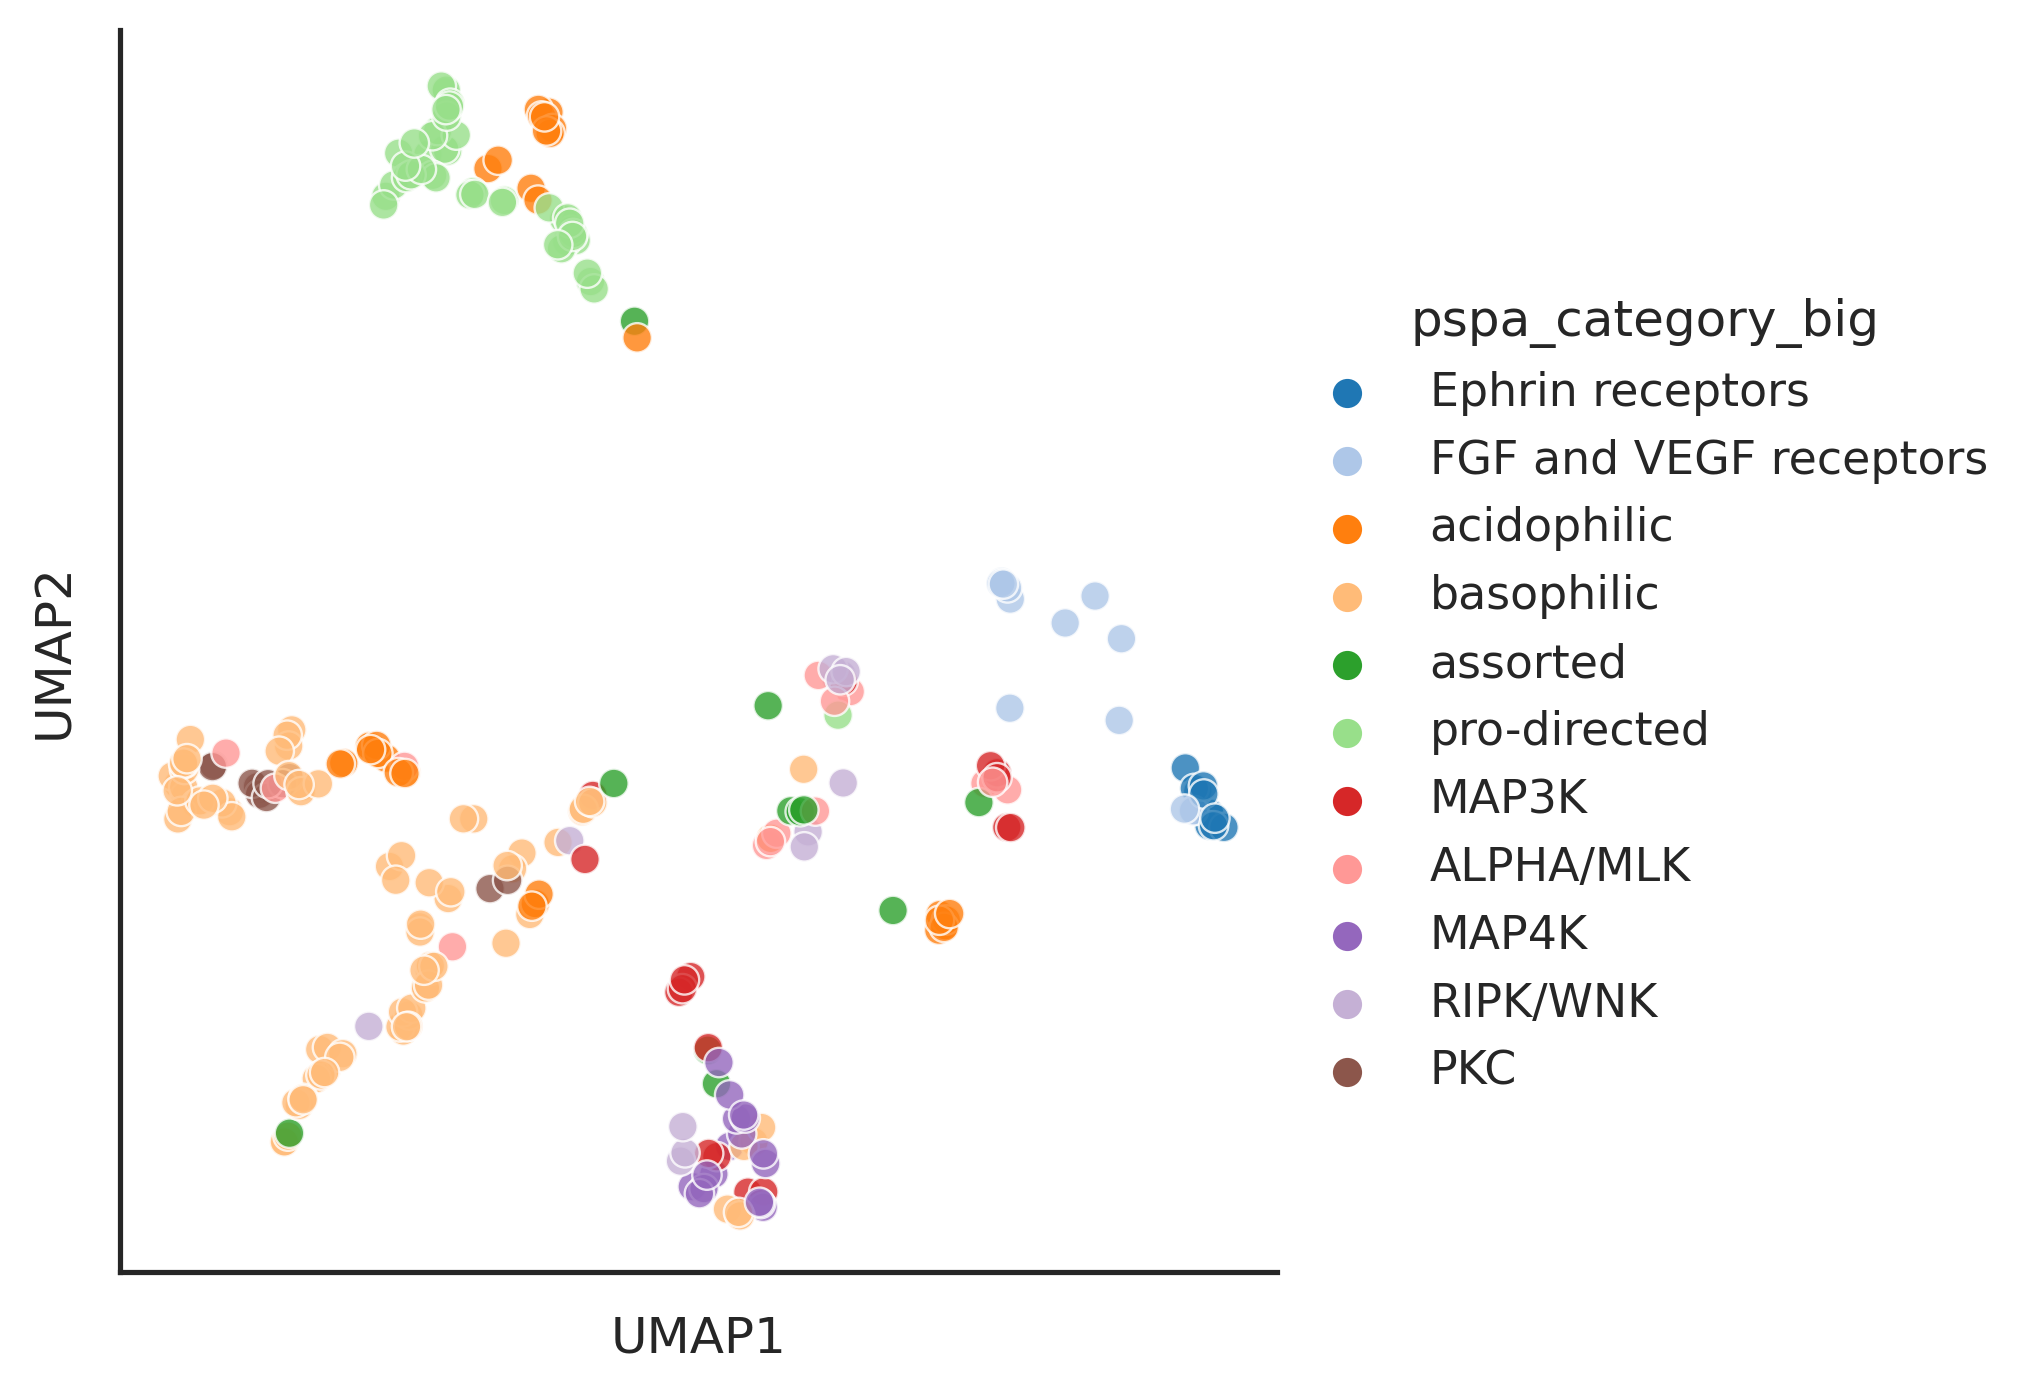 UMAP2
UMAP1
pspa_category_big
Ephrin receptors
FGF and VEGF receptors
acidophilic
basophilic
assorted
pro-directed
MAP3K
ALPHA/MLK
MAP4K
RIPK/WNK
PKC